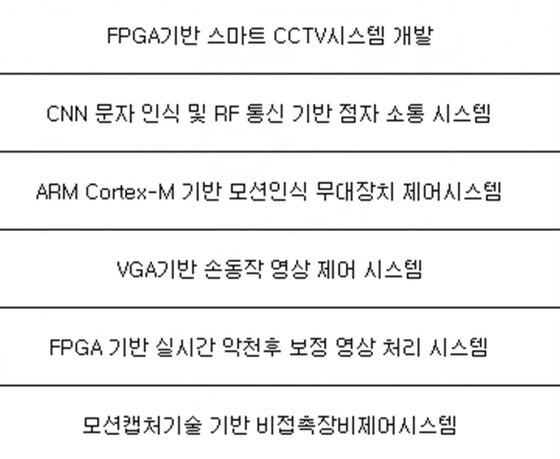 FPGA기반 스마트 CCTV시스템 개발
CNN 문자 인식 및 RF 통신 기반 점자 소통 시스템
ARM Cortex-M 기반 모션인식 무대장치 제어시스템
VGA기반 손동작 영상 제어 시스템
FPGA 기반 실시간 악천후 보정 영상 처리 시스템
모션캡처기술 기반 비접촉장비제어시스템